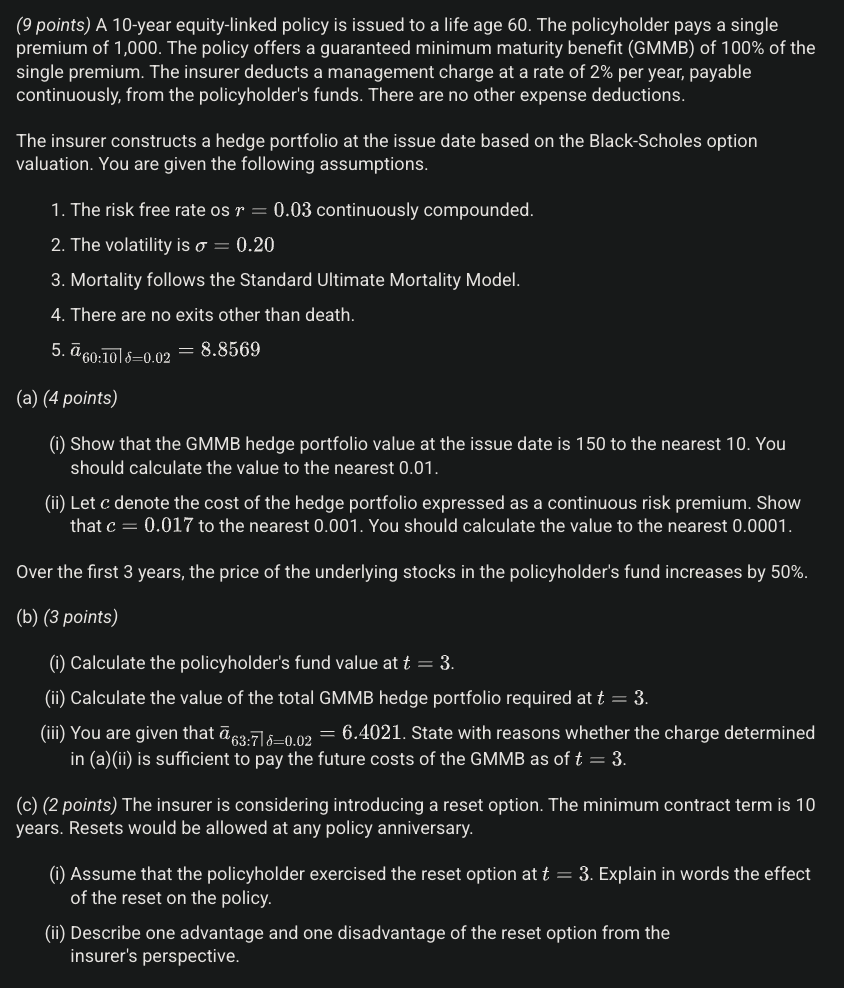 (9 points) A 10-year equity-linked policy is issued to a life age 60. The policyholder pays a single
premium of 1,000. The policy offers a guaranteed minimum maturity benefit (GMMB) of 100% of the
single premium. The insurer deducts a management charge at a rate of 2% per year, payable
continuously, from the policyholder's funds. There are no other expense deductions.
The insurer constructs a hedge portfolio at the issue date based on the Black-Scholes option
valuation. You are given the following assumptions.
1. The risk free rate os r = 0.03 continuously compounded.
2. The volatility is σ = 0.20
3. Mortality follows the Standard Ultimate Mortality Model.
4. There are no exits other than death.
5. ā_{60:\overline{10}| δ=0.02} = 8.8569
(a) (4 points)
(i) Show that the GMMB hedge portfolio value at the issue date is 150 to the nearest 10. You
should calculate the value to the nearest 0.01.
(ii) Let c denote the cost of the hedge portfolio expressed as a continuous risk premium. Show
that c = 0.017 to the nearest 0.001. You should calculate the value to the nearest 0.0001.
Over the first 3 years, the price of the underlying stocks in the policyholder's fund increases by 50%.
(b) (3 points)
(i) Calculate the policyholder's fund value at t = 3.
(ii) Calculate the value of the total GMMB hedge portfolio required at t = 3.
(iii) You are given that ā_{63:\overline{7}| δ=0.02} = 6.4021. State with reasons whether the charge determined
in (a)(ii) is sufficient to pay the future costs of the GMMB as of t = 3.
(c) (2 points) The insurer is considering introducing a reset option. The minimum contract term is 10
years. Resets would be allowed at any policy anniversary.
(i) Assume that the policyholder exercised the reset option at t = 3. Explain in words the effect
of the reset on the policy.
(ii) Describe one advantage and one disadvantage of the reset option from the
insurer's perspective.